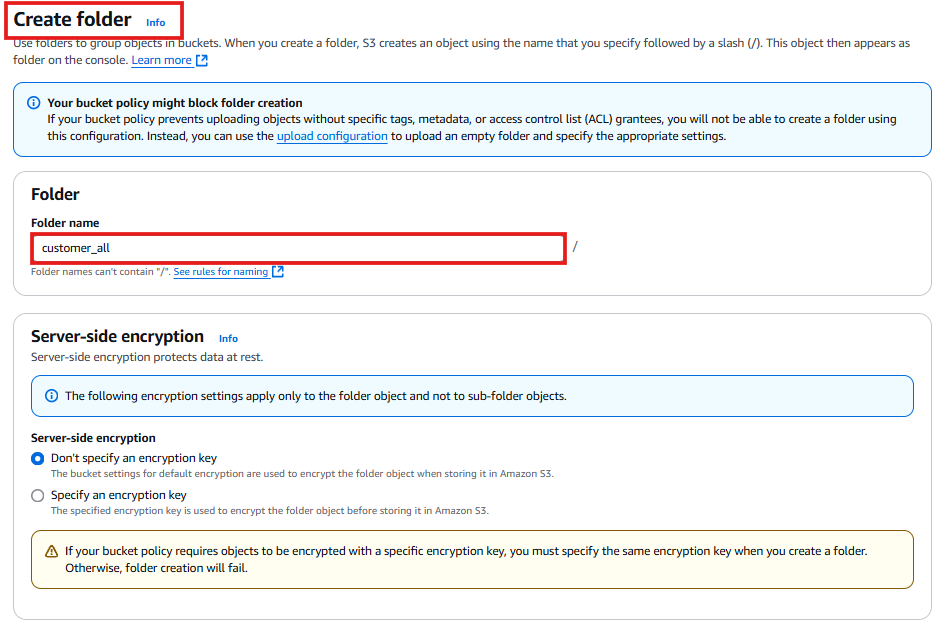 Create folder Info
Use folders to group objects in buckets. When you create a folder, S3 creates an object using the name that you specify followed by a slash (/). This object then appears as
folder on the console. Learn more
Your bucket policy might block folder creation
If your bucket policy prevents uploading objects without specific tags, metadata, or access control list (ACL) grantees, you will not be able to create a folder using
this configuration. Instead, you can use the upload configuration to upload an empty folder and specify the appropriate settings.
Folder
Folder name
customer_all /
Folder names can't contain "/". See rules for naming
Server-side encryption Info
Server-side encryption protects data at rest.
The following encryption settings apply only to the folder object and not to sub-folder objects.
Server-side encryption
Don't specify an encryption key
The bucket settings for default encryption are used to encrypt the folder object when storing it in Amazon S3.
Specify an encryption key
The specified encryption key is used to encrypt the folder object before storing it in Amazon S3.
If your bucket policy requires objects to be encrypted with a specific encryption key, you must specify the same encryption key when you create a folder.
Otherwise, folder creation will fail.